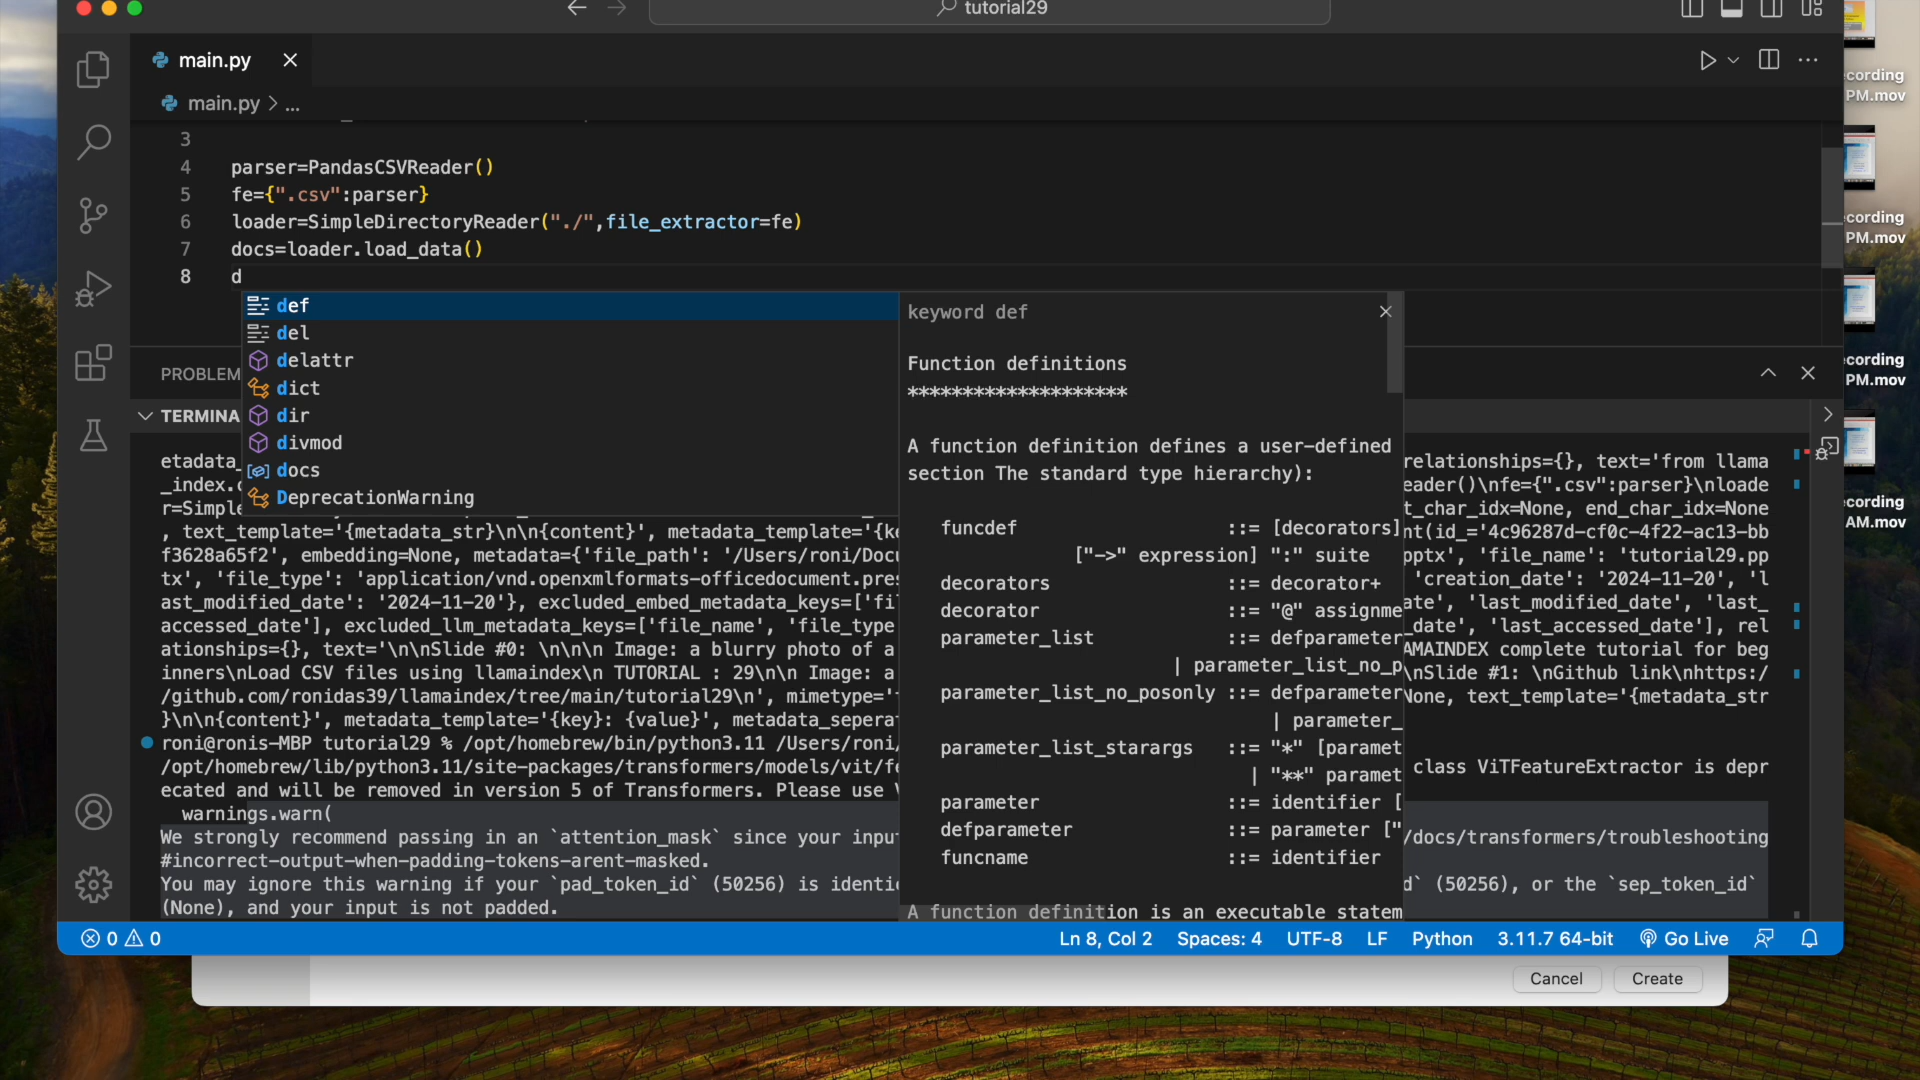 tutorial29
main.py
main.py > ...
3
4 parser=PandasCSVReader()
5 fe={".csv":parser}
6 loader=SimpleDirectoryReader("./",file_extractor=fe)
7 docs=loader.load_data()
8 d
def
del
delattr
dict
dir
divmod
docs
DeprecationWarning
keyword def
Function definitions
********************
A function definition defines a user-defined
section The standard type hierarchy):
funcdef ::= [decorators]
["->" expression] ":" suite
decorators ::= decorator+
decorator ::= "@" assignme
parameter_list ::= defparameter
| parameter_list_no_p
parameter_list_no_posonly ::= defparameter
| parameter_
parameter_list_starargs ::= "*" [paramet
| "**" paramet
parameter ::= identifier [
defparameter ::= parameter ["
funcname ::= identifier
A function definition is an executable statem
PROBLEM
TERMINA
etadata_ relationships={}, text='from llama
_index. eader()\nfe={".csv":parser}\nloade
r=Simple t_char_idx=None, end_char_idx=None
, text_template='{metadata_str}\n\n{content}', metadata_template='{ke nt(id_='4c96287d-cf0c-4f22-ac13-bb
f3628a65f2', embedding=None, metadata={'file_path': '/Users/roni/Docu pptx', 'file_name': 'tutorial29.pp
tx', 'file_type': 'application/vnd.openxmlformats-officedocument.pres 'creation_date': '2024-11-20', 'l
ast_modified_date': '2024-11-20'}, excluded_embed_metadata_keys=['fil ate', 'last_modified_date', 'last_
accessed_date'], excluded_llm_metadata_keys=['file_name', 'file_type _date', 'last_accessed_date'], rel
ationships={}, text='\n\nSlide #0: \n\n\n Image: a blurry photo of a AMAINDEX complete tutorial for beg
inners\nLoad CSV files using llamaindex\n TUTORIAL : 29\n\n Image: a \nSlide #1: \nGithub link\nhttps:/
/github.com/ronidas39/llamaindex/tree/main/tutorial29\n', mimetype=' None, text_template='{metadata_str
}\n\n{content}', metadata_template='{key}: {value}', metadata_seperat
roni@ronis-MBP tutorial29 % /opt/homebrew/bin/python3.11 /Users/roni/
/opt/homebrew/lib/python3.11/site-packages/transformers/models/vit/fe class ViTFeatureExtractor is depr
ecated and will be removed in version 5 of Transformers. Please use
warnings.warn(
We strongly recommend passing in an `attention_mask` since your input /docs/transformers/troubleshooting
#incorrect-output-when-padding-tokens-arent-masked.
You may ignore this warning if your `pad_token_id` (50256) is identi d` (50256), or the `sep_token_id`
(None), and your input is not padded.
0 0
Ln 8, Col 2 Spaces: 4 UTF-8 LF Python 3.11.7 64-bit Go Live
Cancel Create
cording
PM.mov
cording
PM.mov
cording
PM.mov
cording
AM.mov